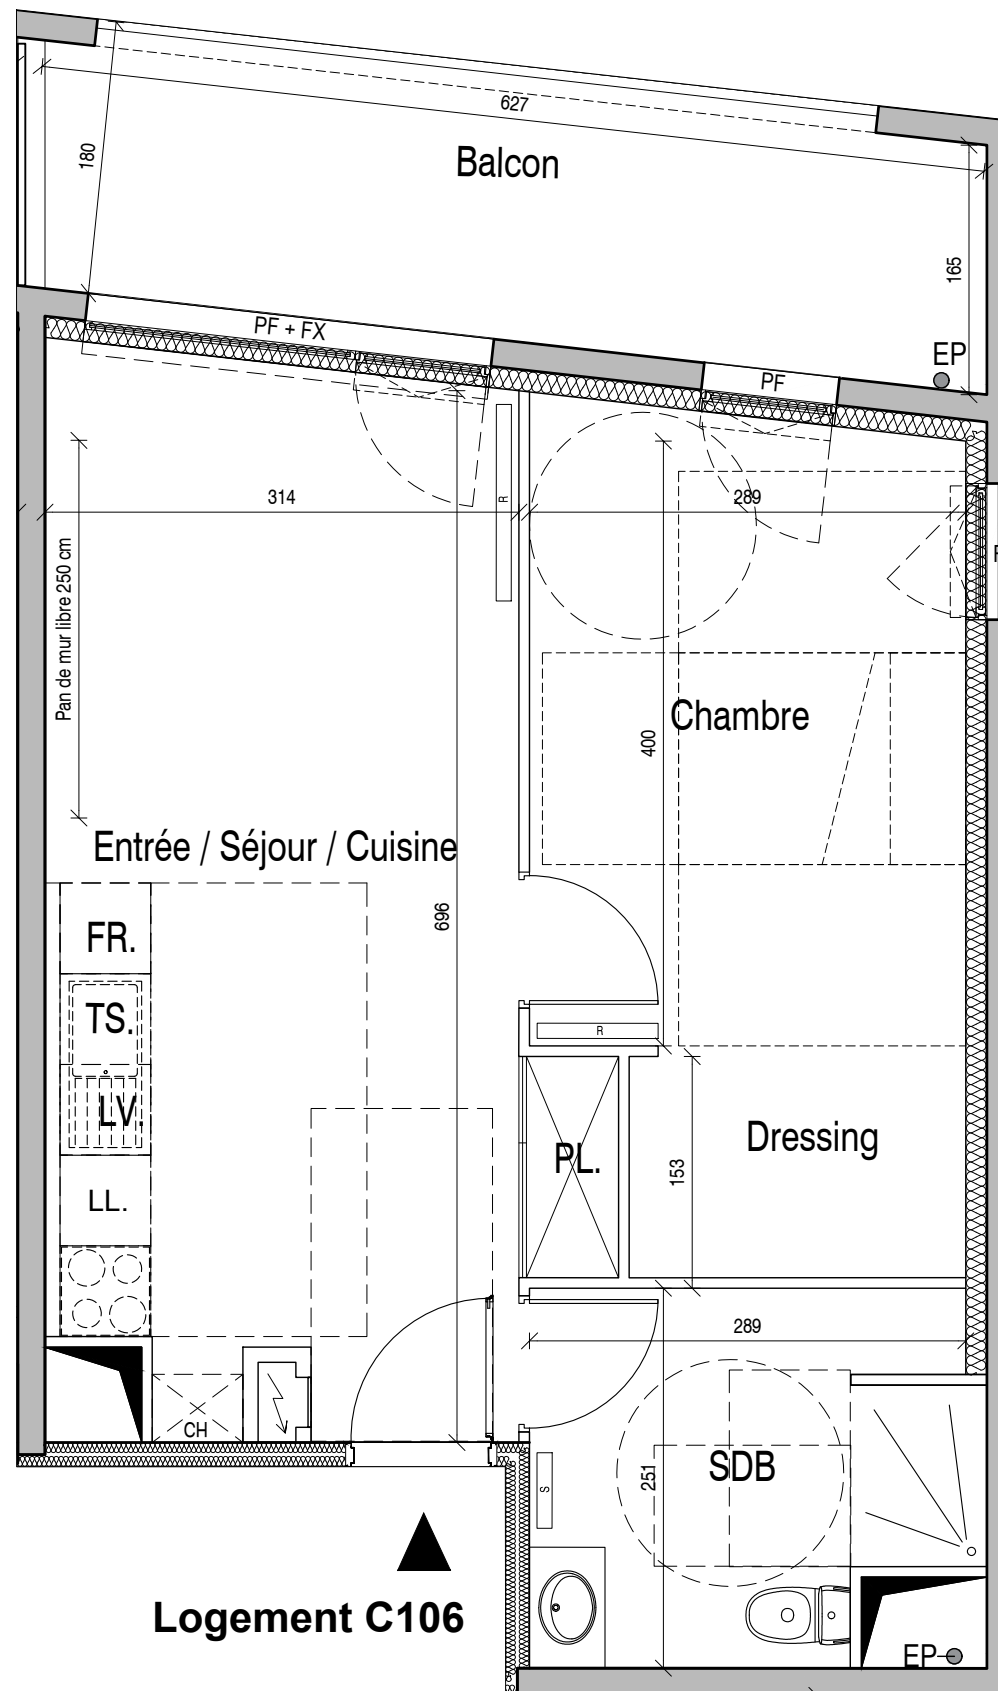 627
180
Balcon
165
PF + FX
EP
PF
314
R
289
Pan de mur libre 250 cm
Chambre
400
Entrée / Séjour / Cuisine
696
FR.
TS.
R
LV.
Dressing
PL.
153
LL.
289
CH
SDB
251
S
Logement C106
EP